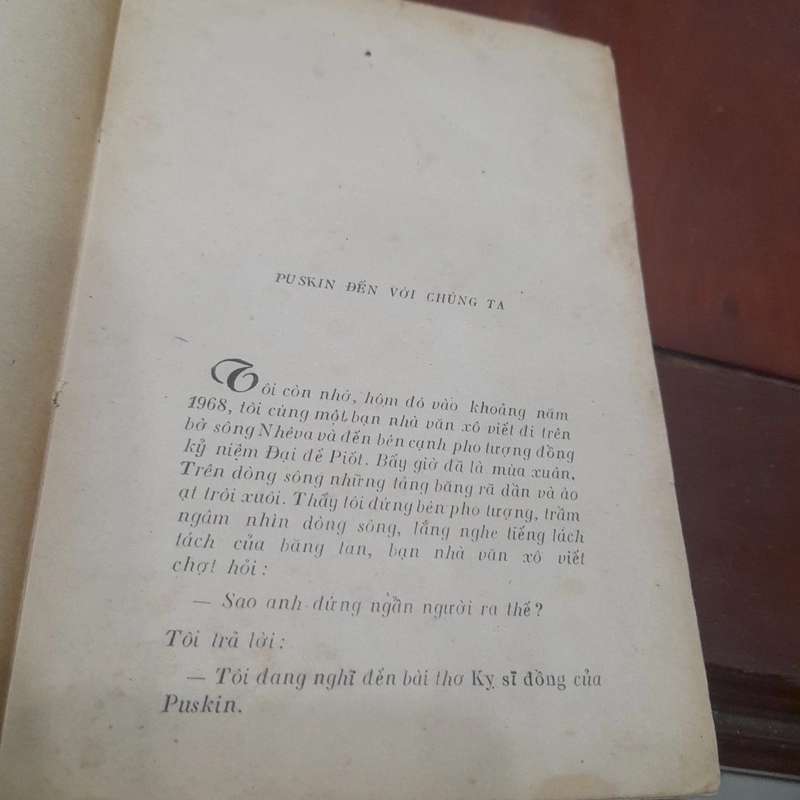 PUSKIN ĐẾN VỚI CHÚNG TA
Tôi còn nhớ, hôm đó vào khoảng năm
1968, tôi cùng một bạn nhà văn xô viết đi trên
bờ sông Nhêva và đến bên cạnh pho tượng đồng
kỷ niệm Đại đế Piốt. Bấy giờ đã là mùa xuân.
Trên dòng sông những tảng băng rã dần và ào
ạt trôi xuôi. Thấy tôi đứng bên pho tượng, trầm
ngâm nhìn dòng sông, lắng nghe tiếng tách
tách của băng tan, bạn nhà văn xô viết
chợt hỏi :
— Sao anh đứng ngẩn người ra thế ?
Tôi trả lời :
— Tôi đang nghĩ đến bài thơ Kỵ sĩ đồng của
Puskin.